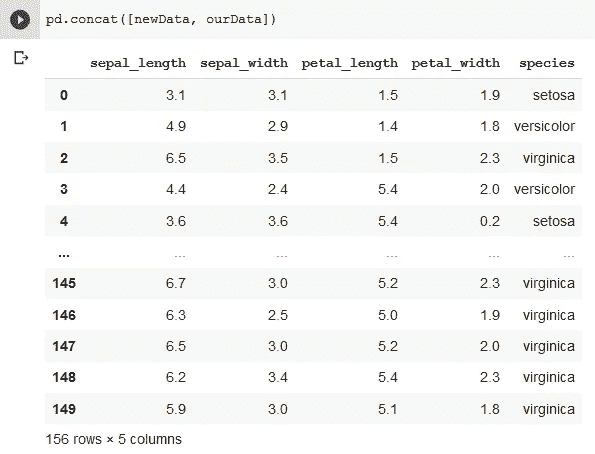 pd.concat([newData, ourData])
sepal_length sepal_width petal_length petal_width species
0 3.1 3.1 1.5 1.9 setosa
1 4.9 2.9 1.4 1.8 versicolor
2 6.5 3.5 1.5 2.3 virginica
3 4.4 2.4 5.4 2.0 versicolor
4 3.6 3.6 5.4 0.2 setosa
... ... ... ... ... ...
145 6.7 3.0 5.2 2.3 virginica
146 6.3 2.5 5.0 1.9 virginica
147 6.5 3.0 5.2 2.0 virginica
148 6.2 3.4 5.4 2.3 virginica
149 5.9 3.0 5.1 1.8 virginica
156 rows × 5 columns